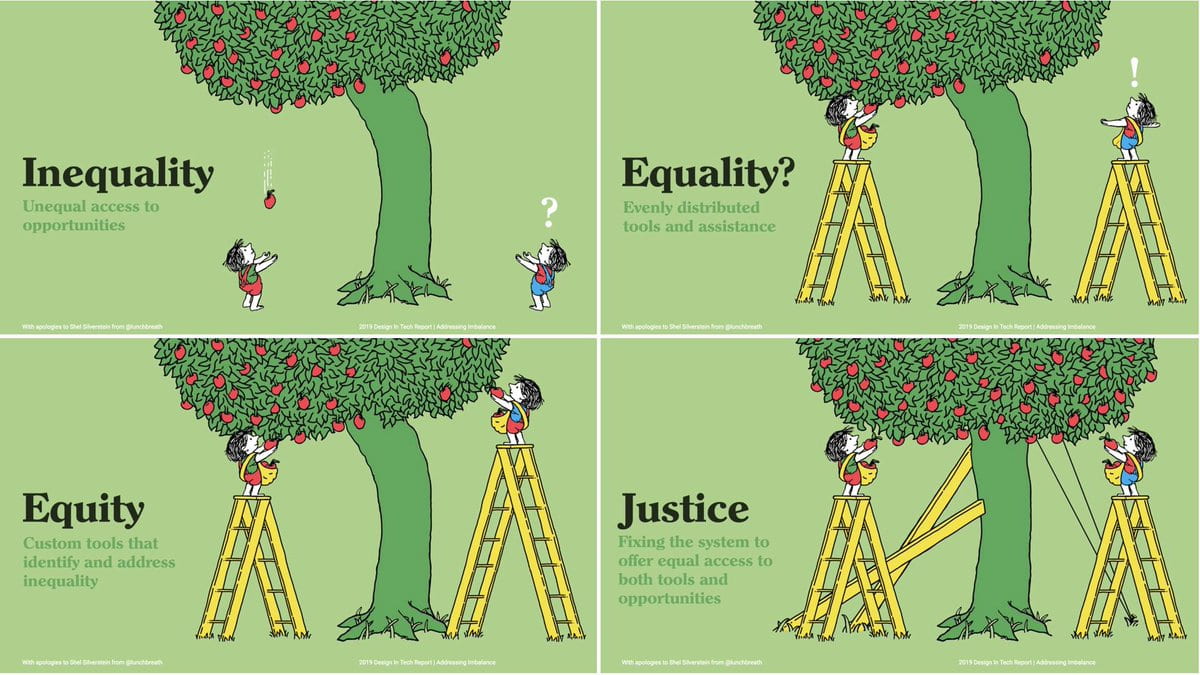 Inequality
Unequal access to
opportunities
?
With apologies to Shel Silverstein from @lunchbreath
2019 Design In Tech Report | Addressing Imbalance
Equality?
Evenly distributed
tools and assistance
!
With apologies to Shel Silverstein from @lunchbreath
2019 Design In Tech Report | Addressing Imbalance
Equity
Custom tools that
identify and address
inequality
With apologies to Shel Silverstein from @lunchbreath
2019 Design In Tech Report | Addressing Imbalance
Justice
Fixing the system to
offer equal access to
both tools and
opportunities
With apologies to Shel Silverstein from @lunchbreath
2019 Design In Tech Report | Addressing Imbalance